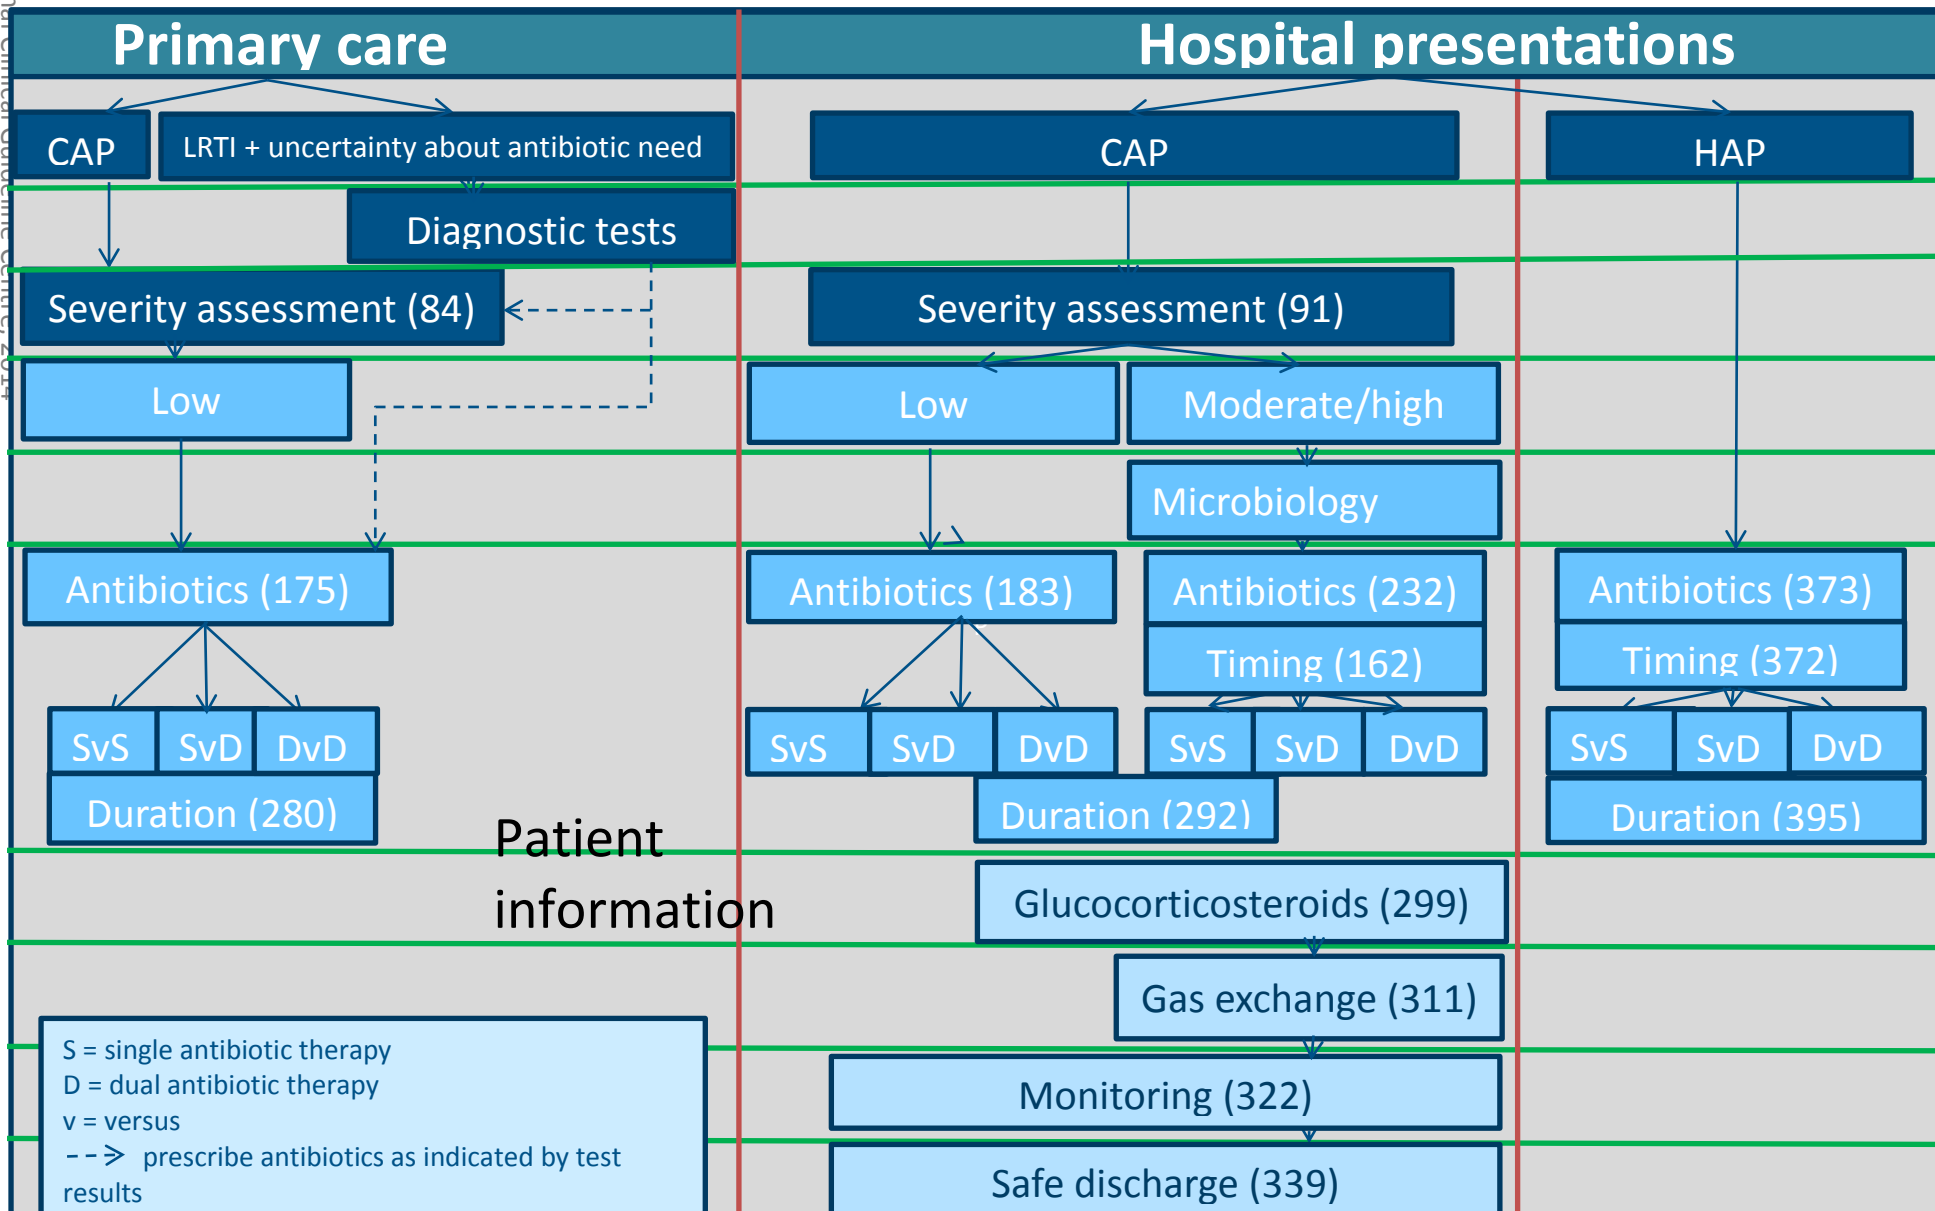 Primary care
Hospital presentations
CAP
LRTI + uncertainty about antibiotic need
CAP
HAP
Diagnostic tests
Severity assessment (84)
Severity assessment (91)
Low
Low
Moderate/high
Microbiology
Antibiotics (175)
Antibiotics (183)
Antibiotics (232)
Antibiotics (373)
Timing (162)
Timing (372)
SvS
SvD
DvD
SvS
SvD
DvD
SvS
SvD
DvD
SvS
SvD
DvD
Duration (280)
Duration (292)
Duration (395)
Patient
information
Glucocorticosteroids (299)
Gas exchange (311)
Monitoring (322)
Safe discharge (339)
S = single antibiotic therapy
D = dual antibiotic therapy
v = versus
prescribe antibiotics as indicated by test
results
Clinical Guideline Centre, 2014